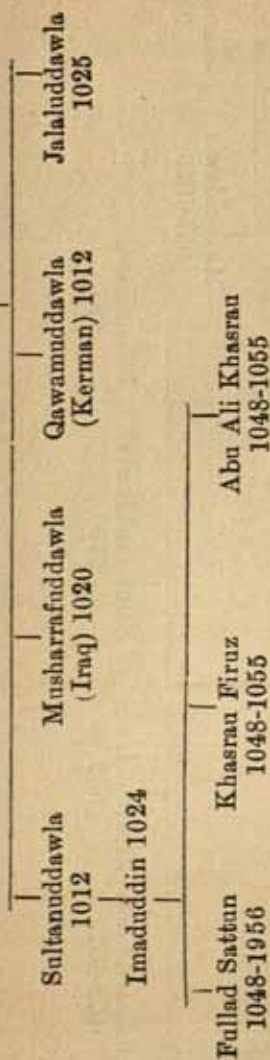 Sultanuddawla
1012
Musharrafuddawla
(Iraq) 1020
Qawamuddawla
(Kerman) 1012
Jalaluddawla
1025
Imaduddin 1024
Fullad Sattun
1048-1956
Khasrau Firuz
1048-1055
Abu Ali Khasrau
1048-1055